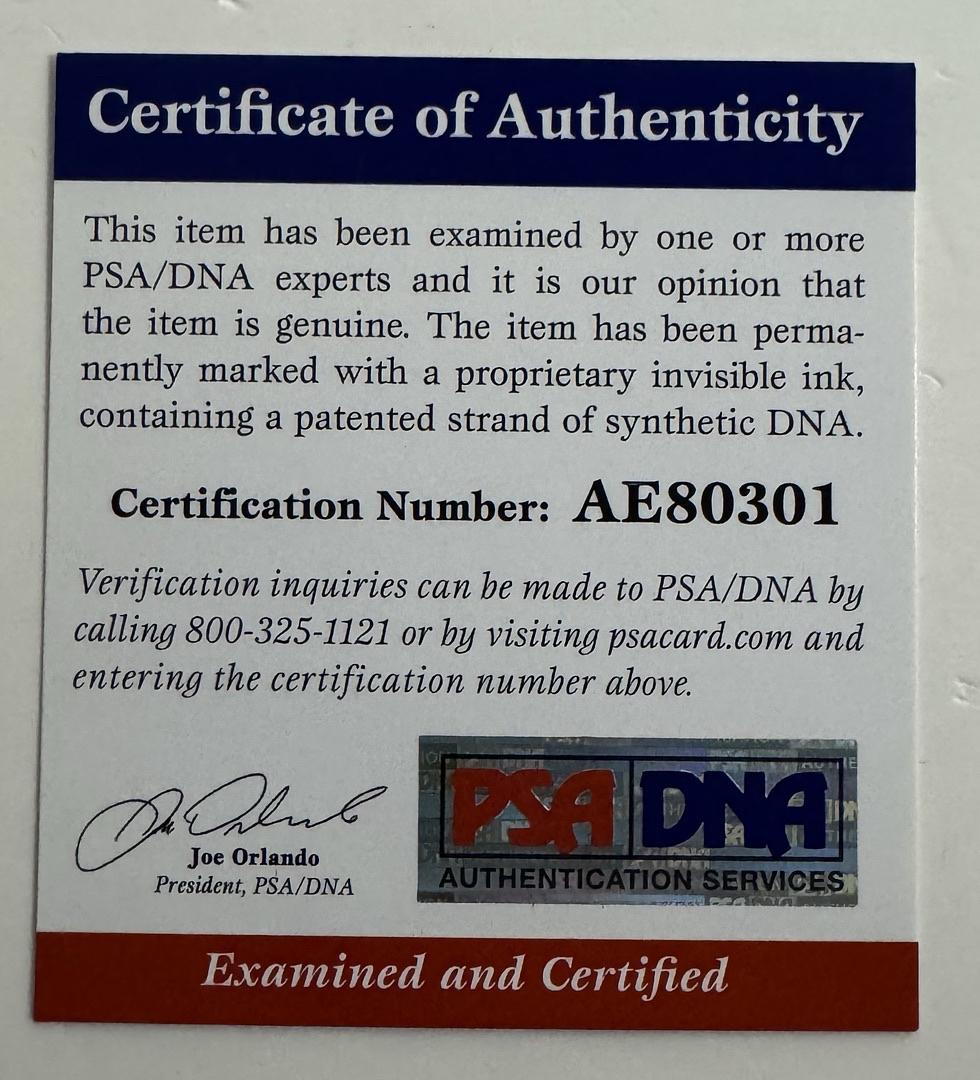 Certificate of Authenticity
This item has been examined by one or more
PSA/DNA experts and it is our opinion that
the item is genuine. The item has been perma-
nently marked with a proprietary invisible ink,
containing a patented strand of synthetic DNA.
Certification Number: AE80301
Verification inquiries can be made to PSA/DNA by
calling 800-325-1121 or by visiting psacard.com and
entering the certification number above.
Joe Orlando
President, PSA/DNA
PSA DNA
AUTHENTICATION SERVICES
Examined and Certified